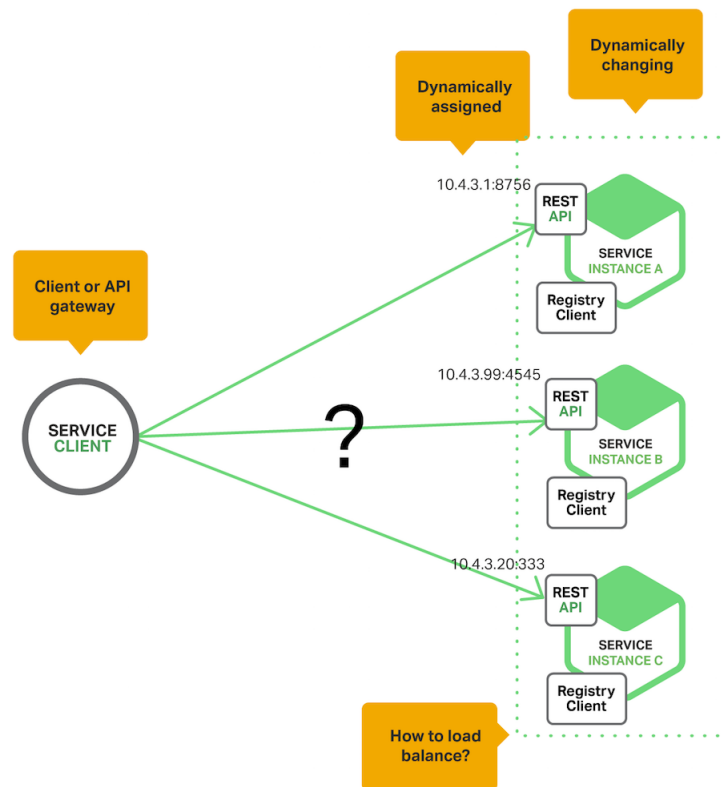 Dynamically
changing
Dynamically
assigned
10.4.3.1:8756
REST
API
SERVICE
INSTANCE A
Registry
Client
Client or API
gateway
10.4.3.99:4545
REST
API
SERVICE
CLIENT
?
SERVICE
INSTANCE B
Registry
Client
10.4.3.20:333
REST
API
SERVICE
INSTANCE C
Registry
Client
How to load
balance?